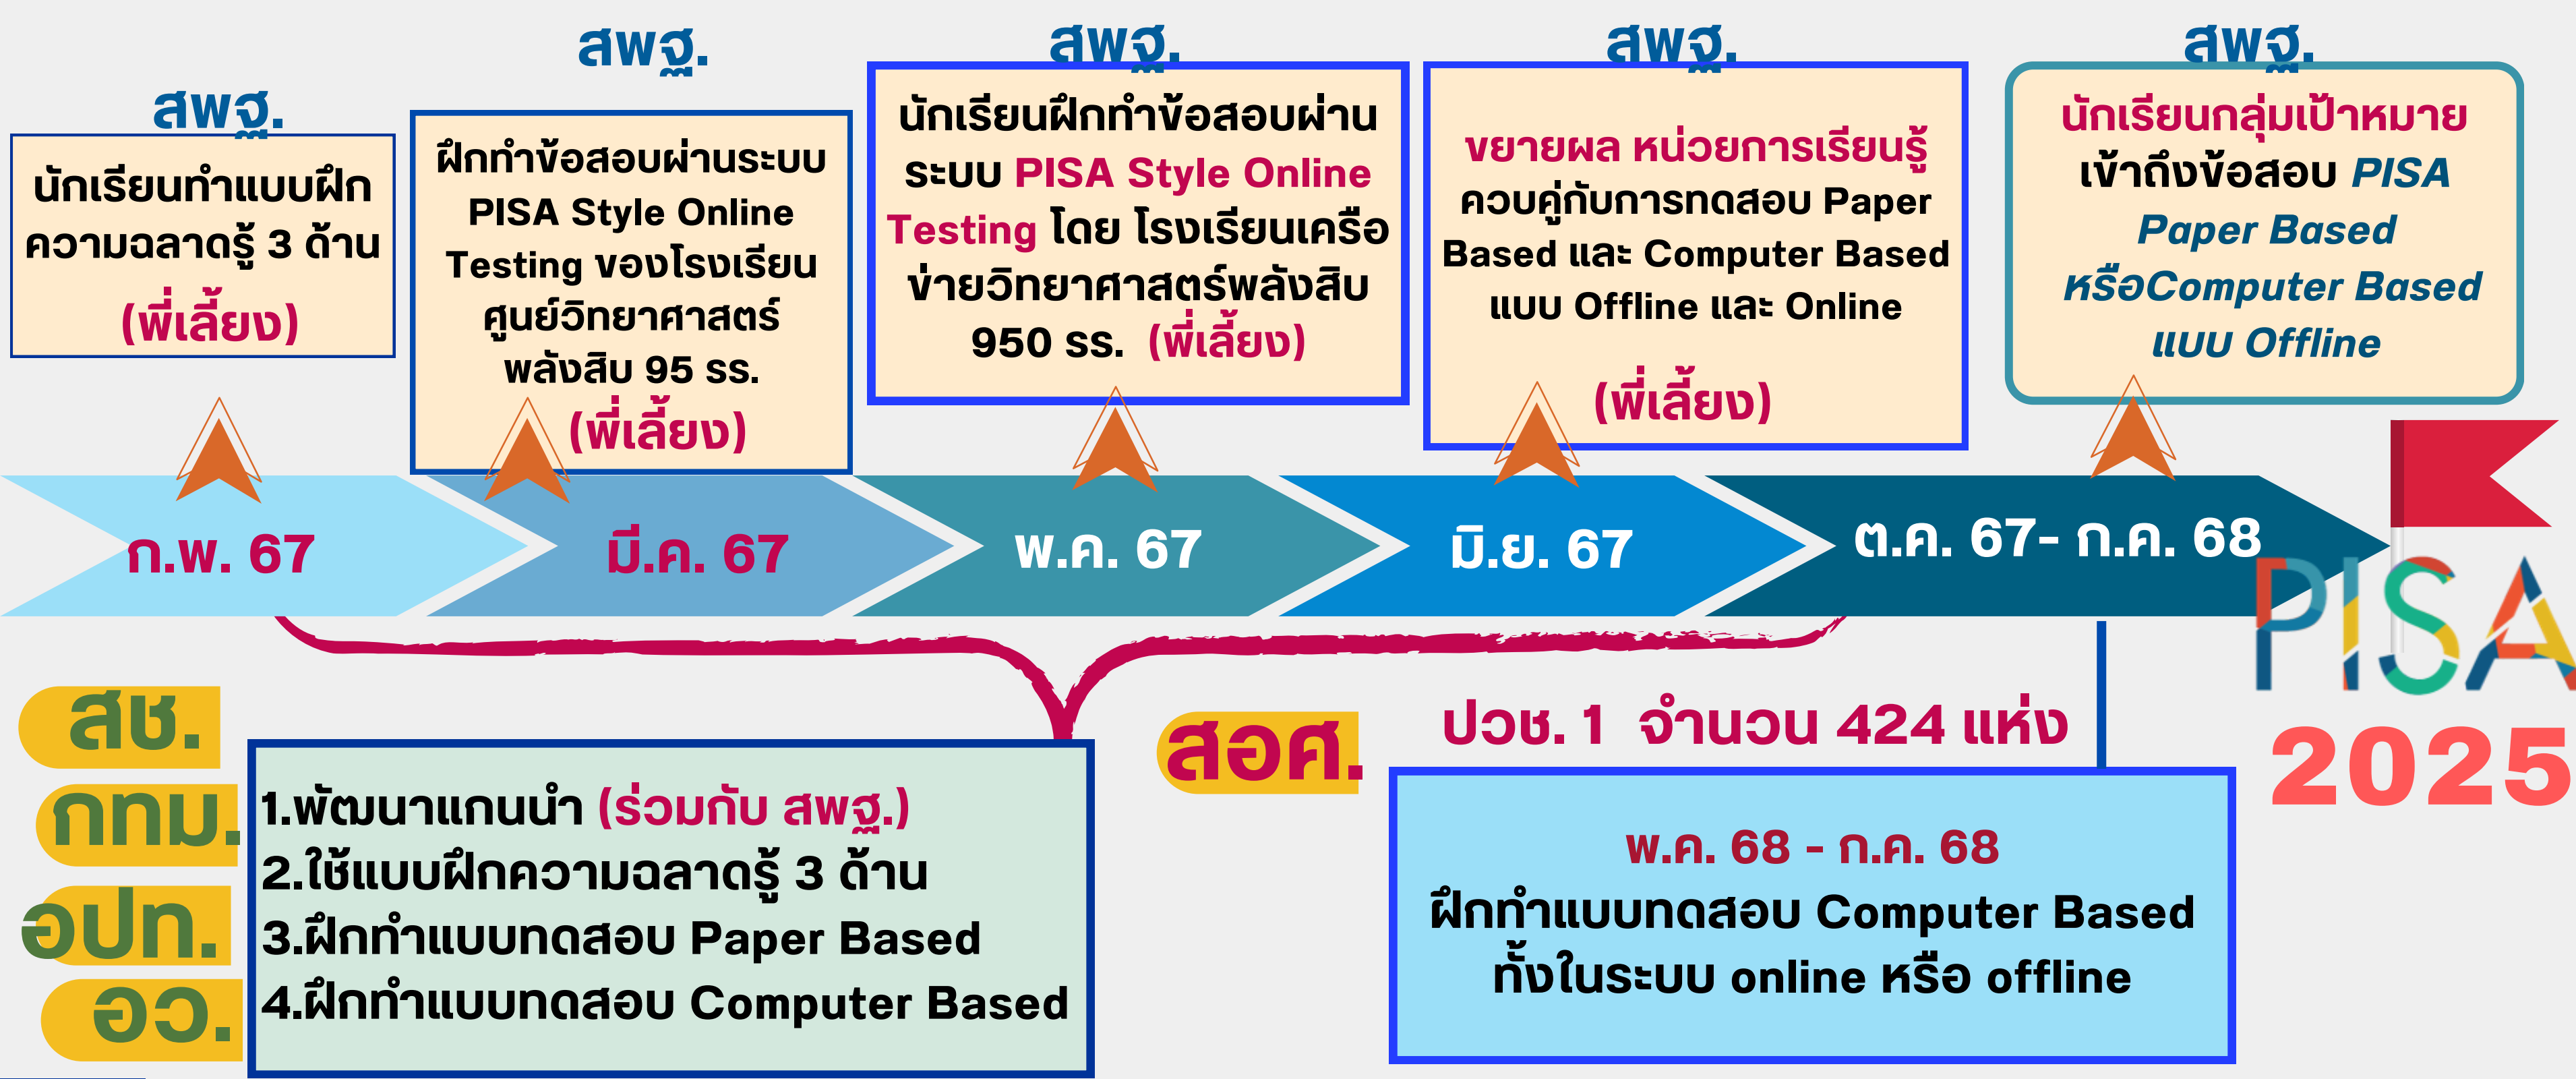 สพฐ.
นักเรียนทำแบบฝึก
ความฉลาดรู้ 3 ด้าน
(พี่เลี้ยง)
สพฐ.
ฝึกทำข้อสอบผ่านระบบ
PISA Style Online
Testing ของโรงเรียน
ศูนย์วิทยาศาสตร์
พลังสิบ 95 รร.
(พี่เลี้ยง)
สพฐ.
นักเรียนฝึกทำข้อสอบผ่าน
ระบบ PISA Style Online
Testing โดย โรงเรียนเครือ
ข่ายวิทยาศาสตร์พลังสิบ
950 รร. (พี่เลี้ยง)
สพฐ.
ขยายผล หน่วยการเรียนรู้
ควบคู่กับการทดสอบ Paper
Based และ Computer Based
แบบ Offline และ Online
(พี่เลี้ยง)
สพฐ.
นักเรียนกลุ่มเป้าหมาย
เข้าถึงข้อสอบ PISA
Paper Based
หรือComputer Based
แบบ Offline
ก.พ. 67
มี.ค. 67
พ.ค. 67
มิ.ย. 67
ต.ค. 67- ก.ค. 68
PISA
2025
สช.
กทม.
อปท.
อว.
1.พัฒนาแกนนำ (ร่วมกับ สพฐ.)
2.ใช้แบบฝึกความฉลาดรู้ 3 ด้าน
3.ฝึกทำแบบทดสอบ Paper Based
4.ฝึกทำแบบทดสอบ Computer Based
สอศ.
ปวช. 1 จำนวน 424 แห่ง
พ.ค. 68 - ก.ค. 68
ฝึกทำแบบทดสอบ Computer Based
ทั้งในระบบ online หรือ offline